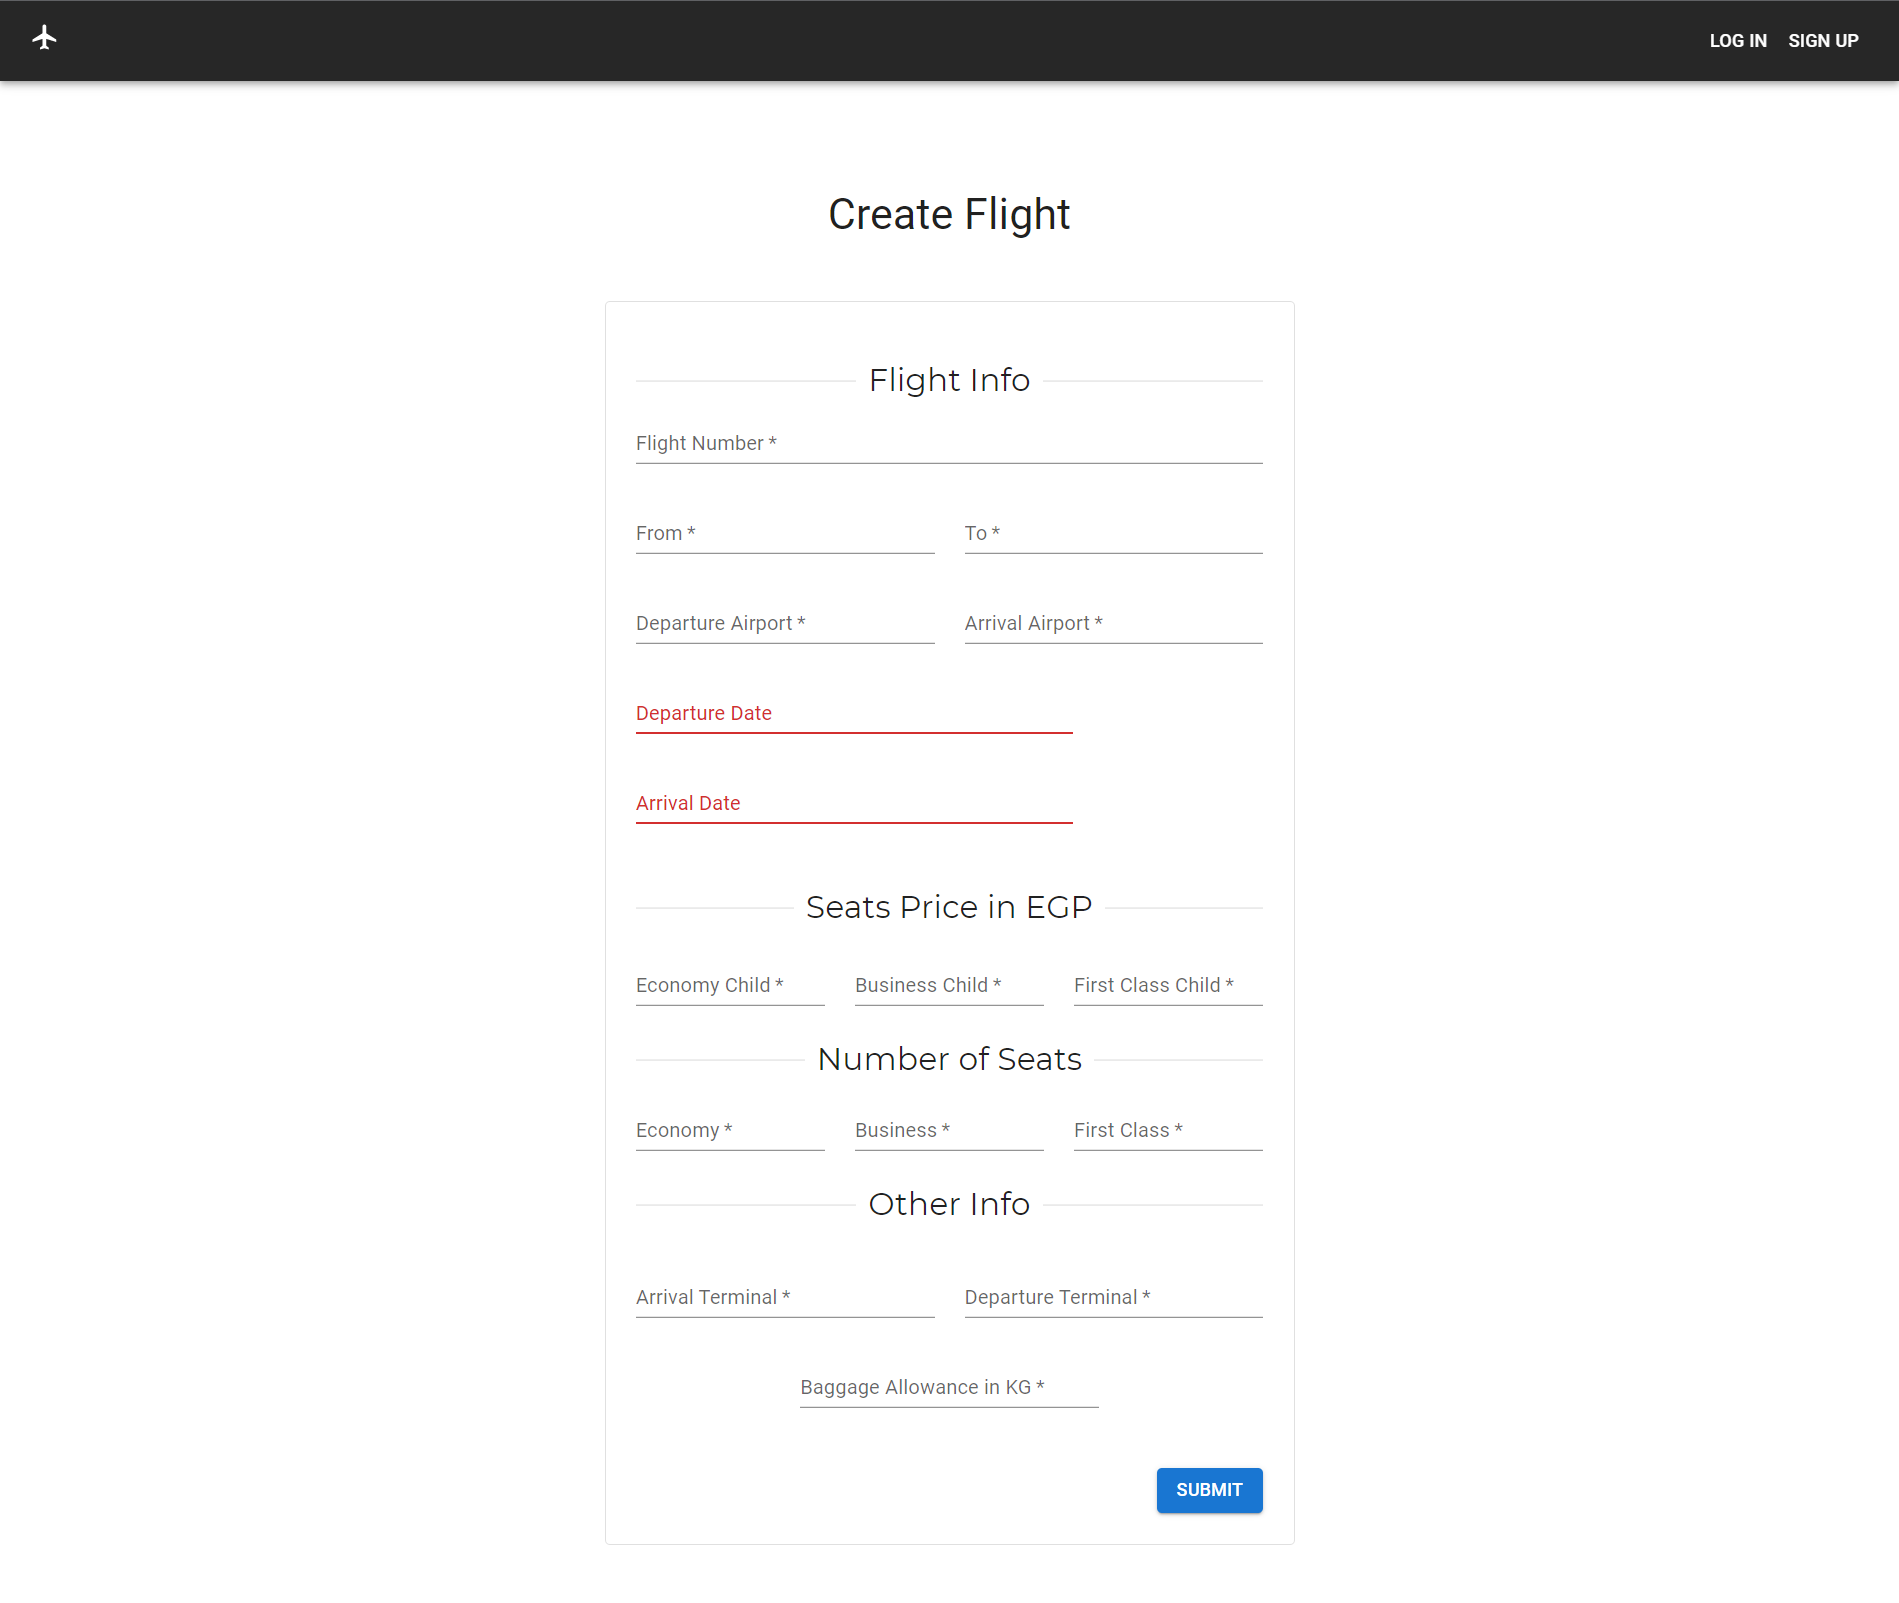 LOG IN SIGN UP
Create Flight
Flight Info
Flight Number *
From * To *
Departure Airport * Arrival Airport *
Departure Date
Arrival Date
Seats Price in EGP
Economy Child * Business Child * First Class Child *
Number of Seats
Economy * Business * First Class *
Other Info
Arrival Terminal * Departure Terminal *
Baggage Allowance in KG *
SUBMIT